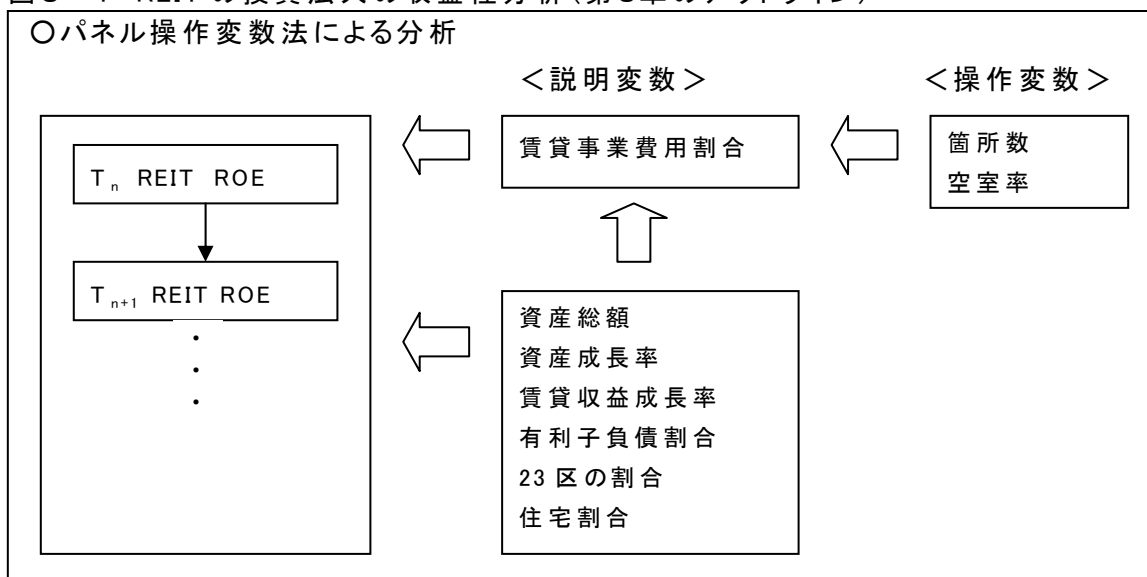 〇パネル操作変数法による分析
＜説明変数＞
＜操作変数＞
Tn REIT ROE
Tn+1 REIT ROE
・
・
・
賃貸事業費用割合
箇所数
空室率
資産総額
資産成長率
賃貸収益成長率
有利子負債割合
23区の割合
住宅割合